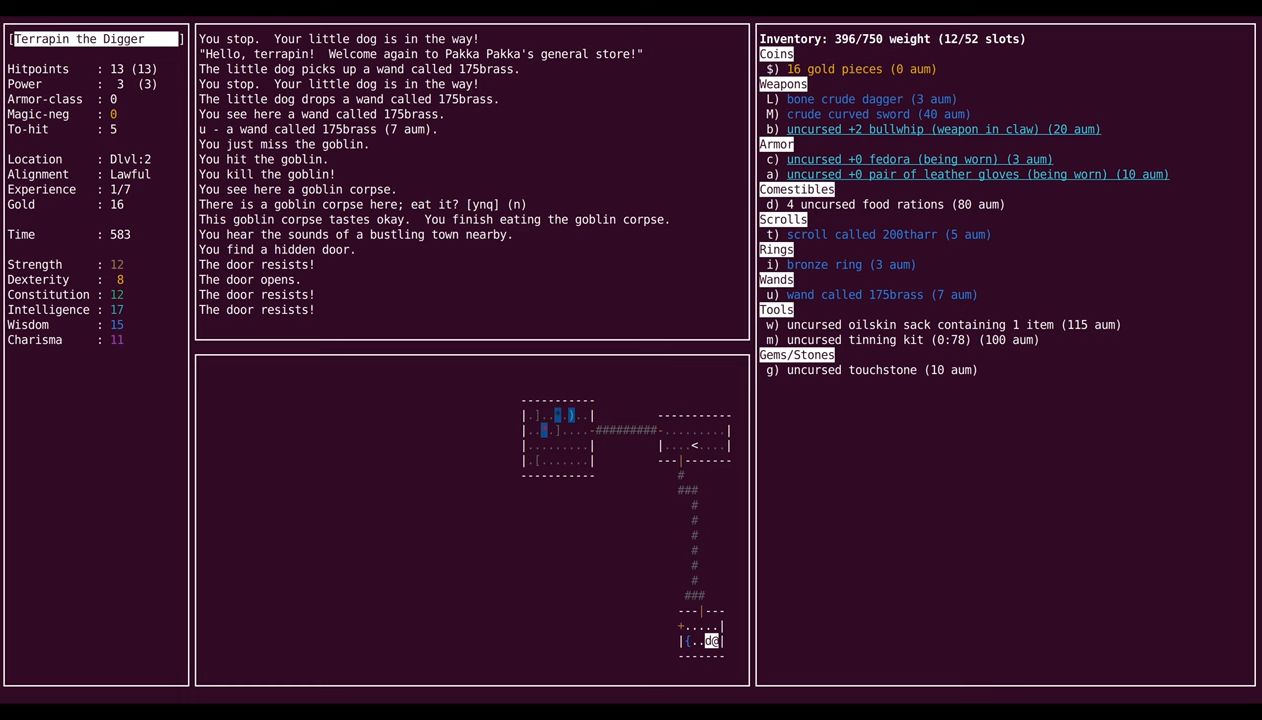 [Terrapin the Digger ]
Hitpoints : 13 (13)
Power : 3 (3)
Armor-class : 0
Magic-neg : 0
To-hit : 5
Location : Dlvl:2
Alignment : Lawful
Experience : 1/7
Gold : 16
Time : 583
Strength : 12
Dexterity : 8
Constitution : 12
Intelligence : 17
Wisdom : 15
Charisma : 11
You stop. Your little dog is in the way!
"Hello, terrapin! Welcome again to Pakka Pakka's general store!"
The little dog picks up a wand called 175brass.
You stop. Your little dog is in the way!
The little dog drops a wand called 175brass.
You see here a wand called 175brass.
u - a wand called 175brass (7 aum).
You just miss the goblin.
You hit the goblin.
You kill the goblin!
You see here a goblin corpse.
There is a goblin corpse here; eat it? [ynq] (n)
This goblin corpse tastes okay. You finish eating the goblin corpse.
You hear the sounds of a bustling town nearby.
You find a hidden door.
The door resists!
The door opens.
The door resists!
The door resists!
Inventory: 396/750 weight (12/52 slots)
Coins
$) 16 gold pieces (0 aum)
Weapons
L) bone crude dagger (3 aum)
M) crude curved sword (40 aum)
b) uncursed +2 bullwhip (weapon in claw) (20 aum)
Armor
c) uncursed +0 fedora (being worn) (3 aum)
a) uncursed +0 pair of leather gloves (being worn) (10 aum)
Comestibles
d) 4 uncursed food rations (80 aum)
Scrolls
t) scroll called 200tharr (5 aum)
Rings
i) bronze ring (3 aum)
Wands
u) wand called 175brass (7 aum)
Tools
w) uncursed oilskin sack containing 1 item (115 aum)
m) uncursed tinning kit (0:78) (100 aum)
Gems/Stones
g) uncursed touchstone (10 aum)